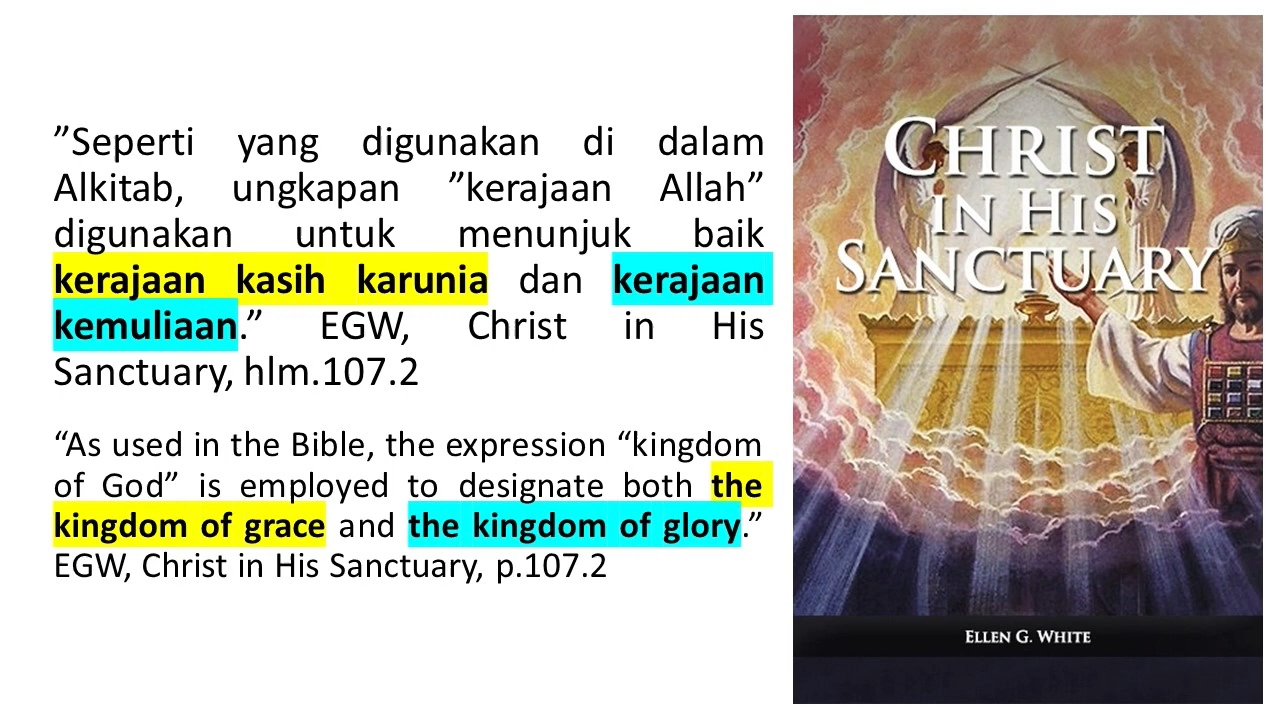 ”Seperti yang digunakan di dalam
Alkitab, ungkapan ”kerajaan Allah”
digunakan untuk menunjuk baik
kerajaan kasih karunia dan kerajaan
kemuliaan.” EGW, Christ in His
Sanctuary, hlm.107.2
“As used in the Bible, the expression “kingdom
of God” is employed to designate both the
kingdom of grace and the kingdom of glory.”
EGW, Christ in His Sanctuary, p.107.2
CHRIST
IN HIS
SANCTUARY
ELLEN G. WHITE